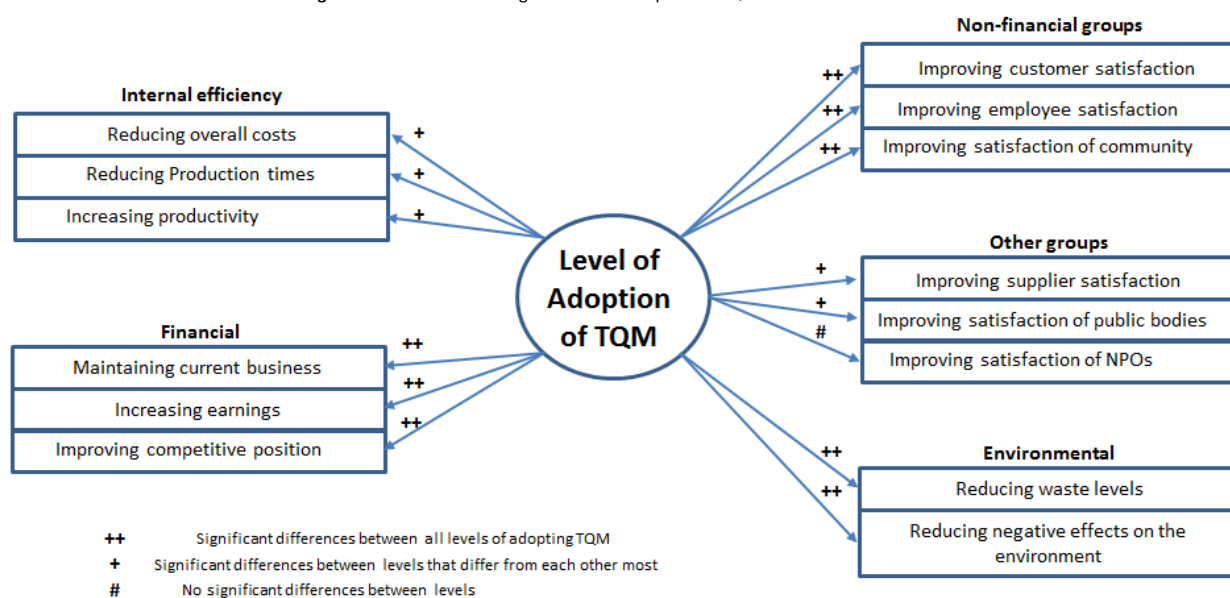 Non-financial groups
++ Improving customer satisfaction
++ Improving employee satisfaction
++ Improving satisfaction of community
Internal efficiency
Reducing overall costs +
Reducing Production times +
Increasing productivity +
Level of
Adoption
of TQM
Other groups
+ Improving supplier satisfaction
+ Improving satisfaction of public bodies
# Improving satisfaction of NPOs
Financial
Maintaining current business ++
Increasing earnings ++
Improving competitive position ++
Environmental
++ Reducing waste levels
++ Reducing negative effects on the
environment
++ Significant differences between all levels of adopting TQM
+ Significant differences between levels that differ from each other most
# No significant differences between levels